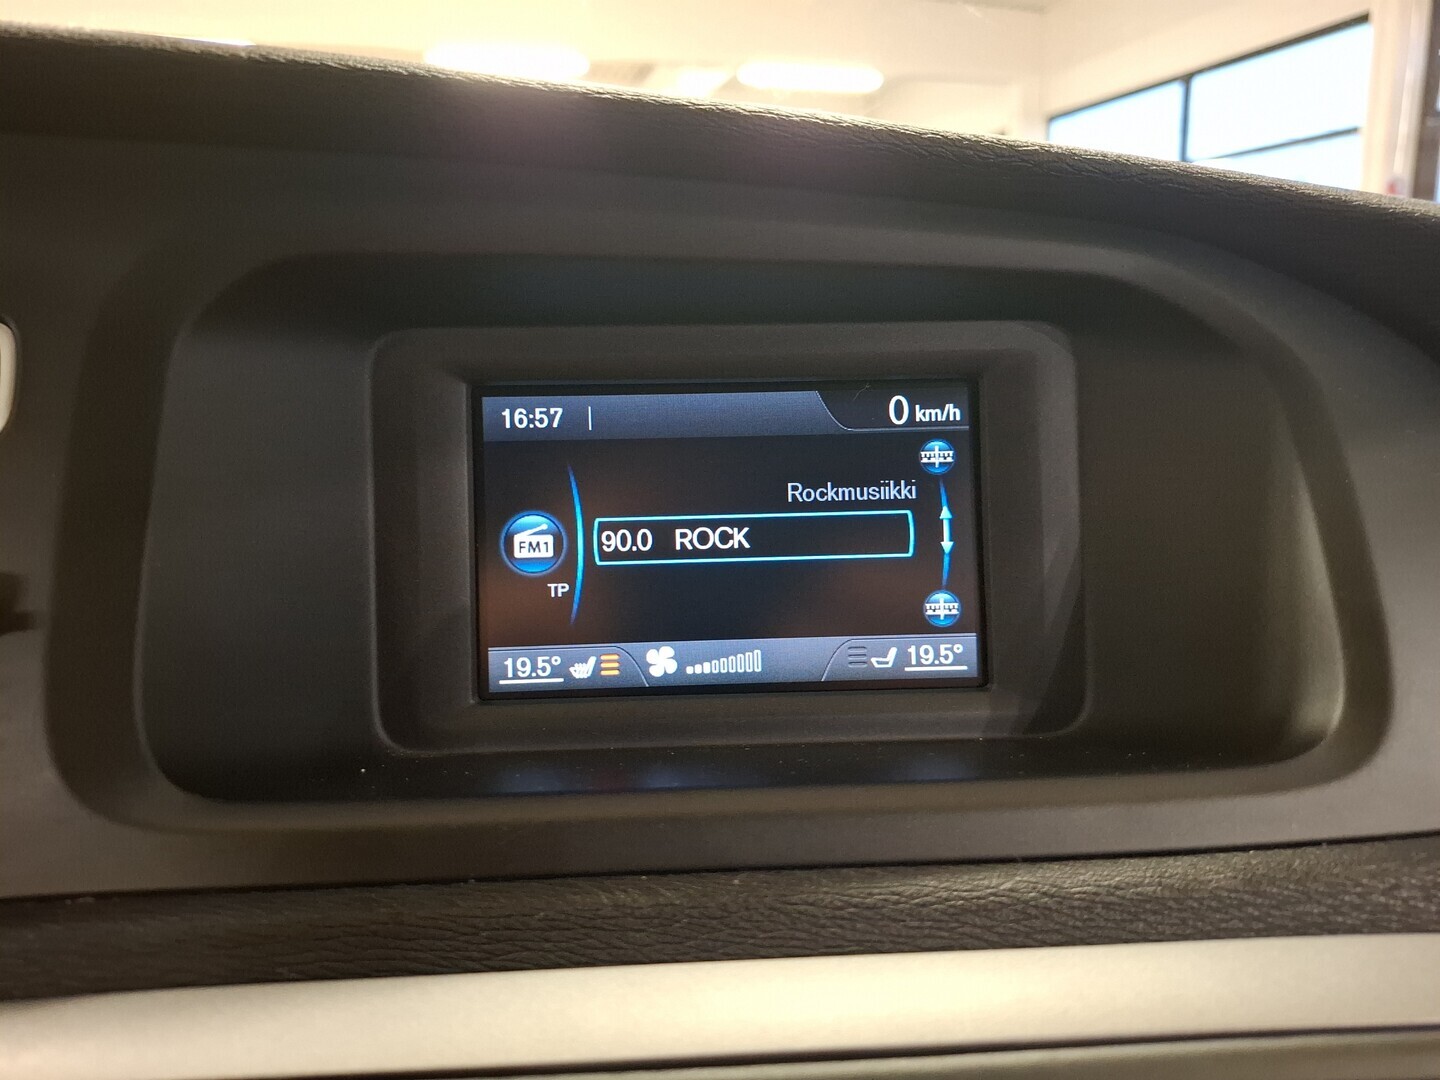 16:57
0 km/h
Rockmusiikki
90.0 ROCK
FM1
TP
19.5°
19.5°